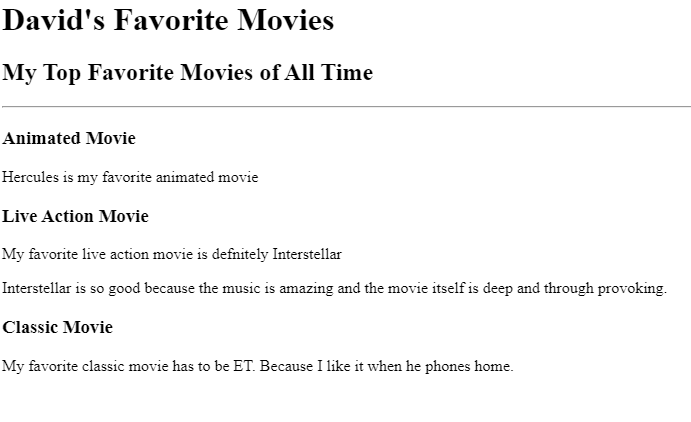 David's Favorite Movies
My Top Favorite Movies of All Time
Animated Movie
Hercules is my favorite animated movie
Live Action Movie
My favorite live action movie is defnitely Interstellar
Interstellar is so good because the music is amazing and the movie itself is deep and through provoking.
Classic Movie
My favorite classic movie has to be ET. Because I like it when he phones home.